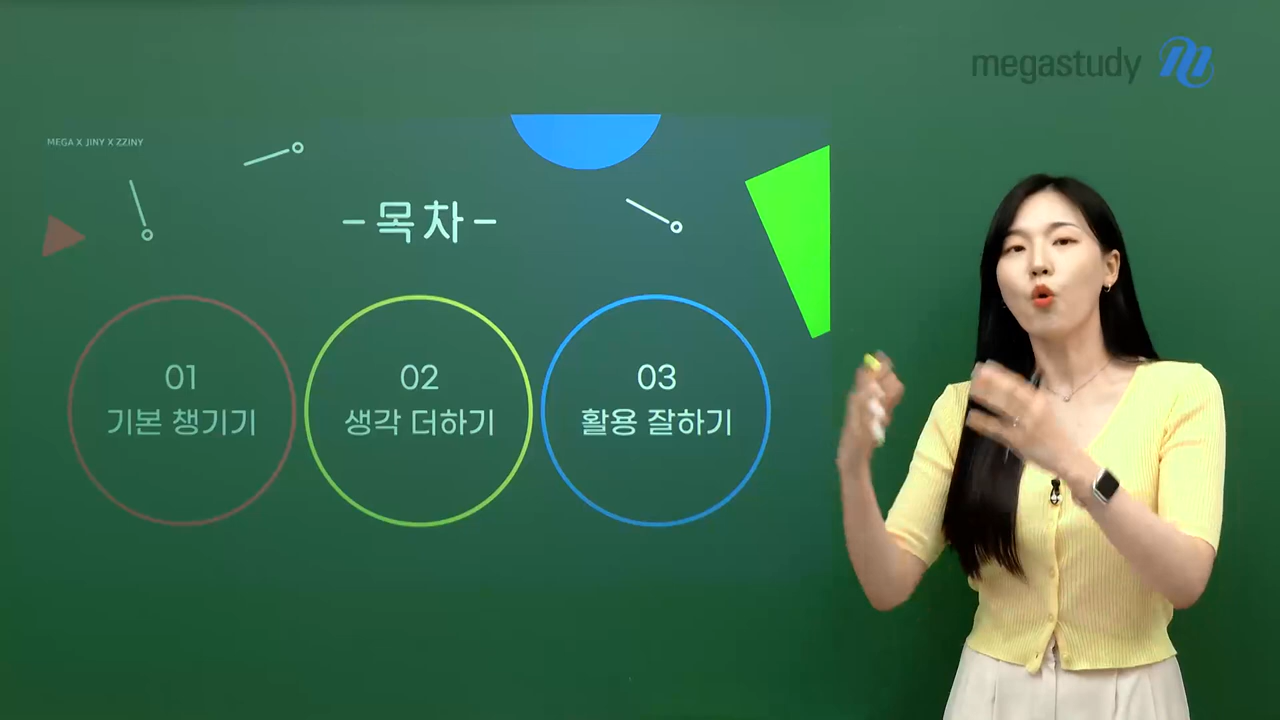 megastudy
MEGA X JINY X ZZINY
-목차-
01
기본 챙기기
02
생각 더하기
03
활용 잘하기